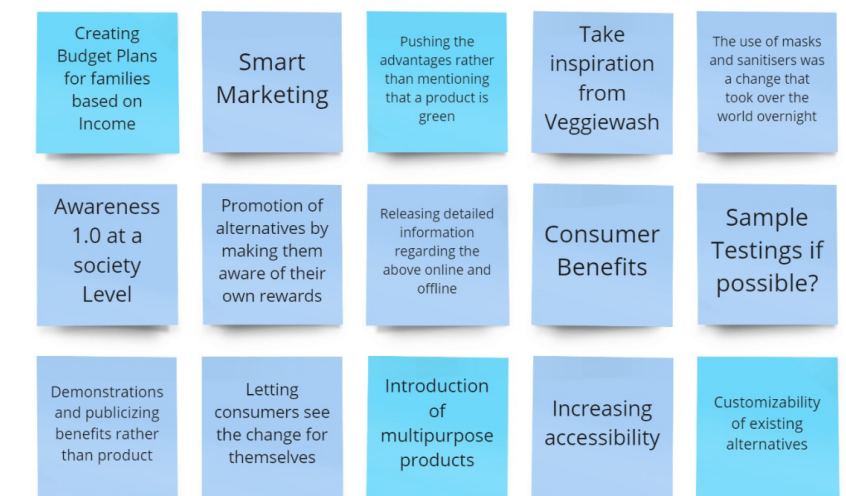 Creating
Budget Plans
for families
based on
Income
Smart
Marketing
Pushing the
advantages rather
than mentioning
that a product is
green
Take
inspiration
from
Veggiewash
The use of masks
and sanitisers was
a change that
took over the
world overnight
Awareness
1.0 at a
society
Level
Promotion of
alternatives by
making them
aware of their
own rewards
Releasing detailed
information
regarding the
above online and
offline
Consumer
Benefits
Sample
Testings if
possible?
Demonstrations
and publicizing
benefits rather
than product
Letting
consumers see
the change for
themselves
Introduction
of
multipurpose
products
Increasing
accessibility
Customizability
of existing
alternatives